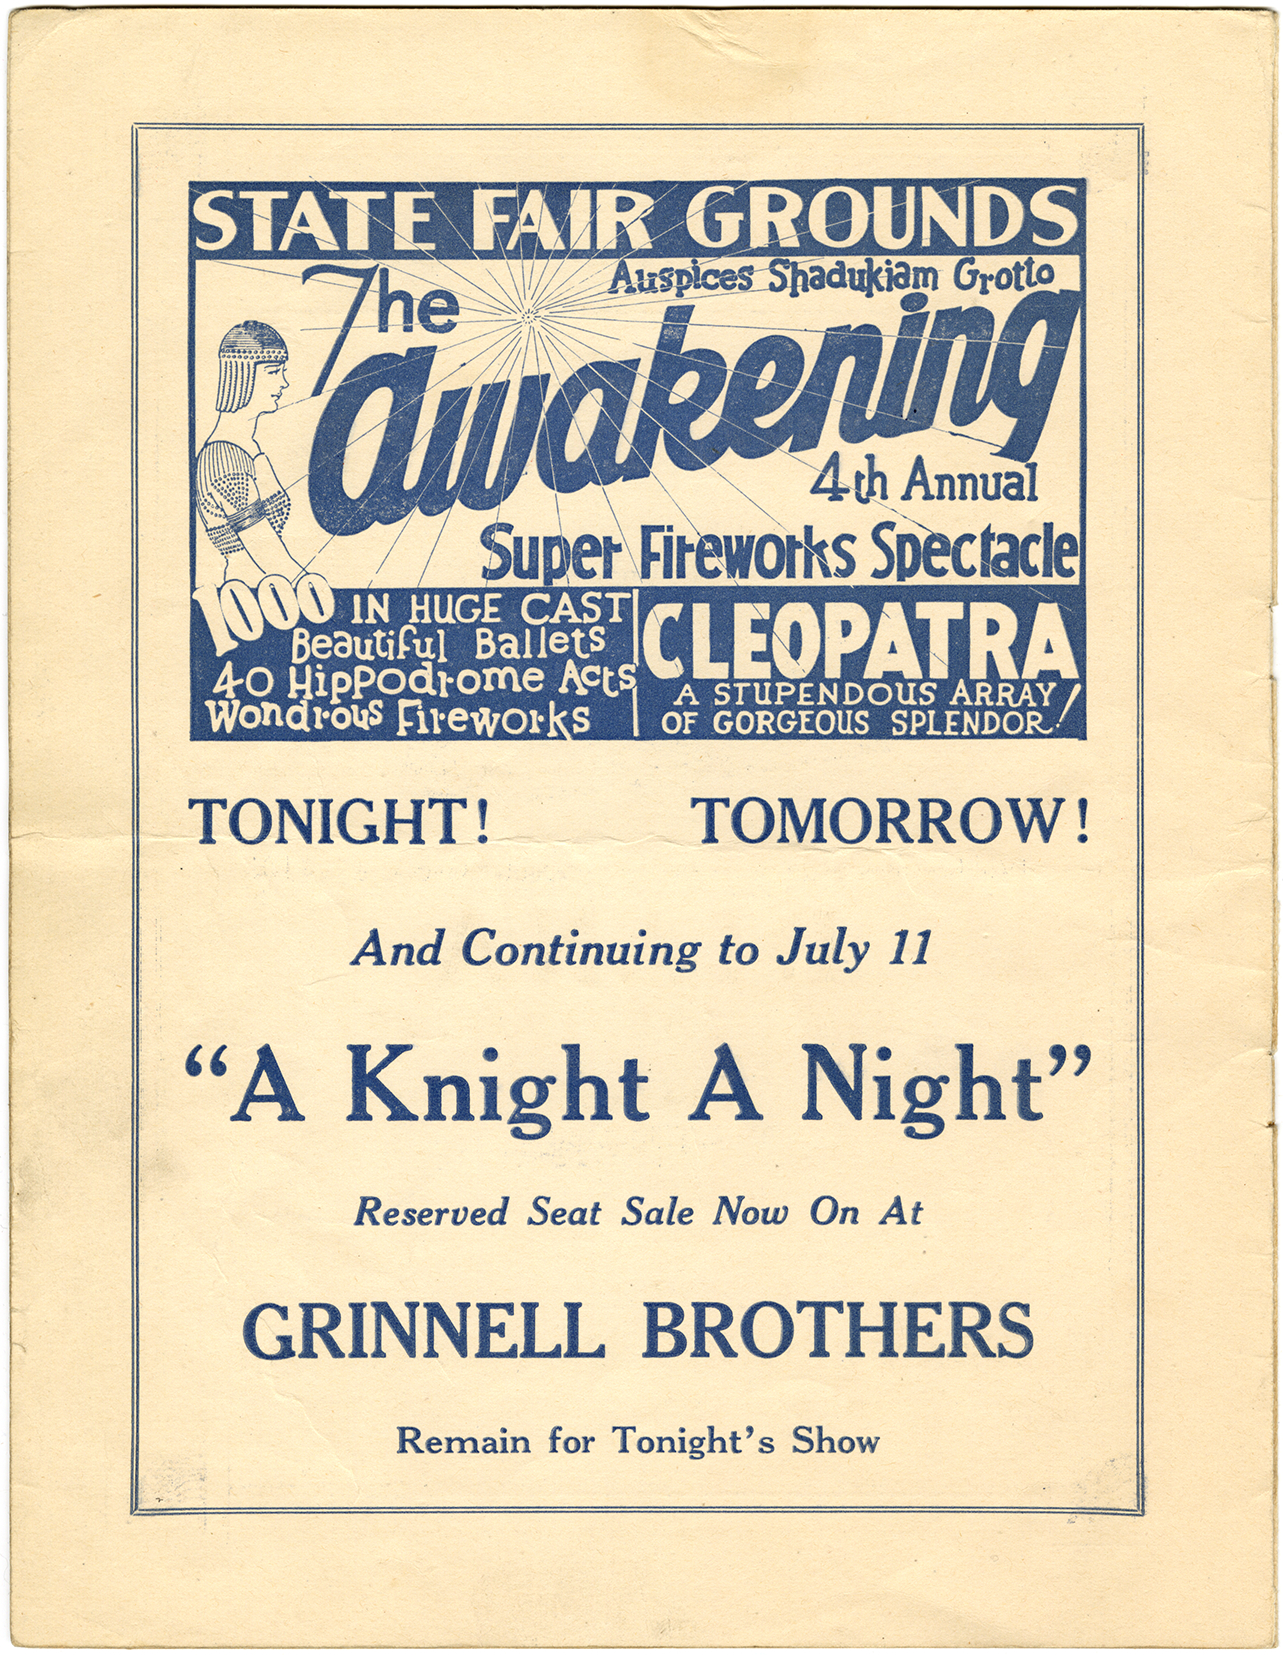 STATE FAIR GROUNDS
Auspices Shadukiam Grotto
The
awakening
4th Annual
Super Fireworks Spectacle
1000 IN HUGE CAST
Beautiful Ballets
40 Hippodrome Acts
Wondrous Fireworks
CLEOPATRA
A STUPENDOUS ARRAY
OF GORGEOUS SPLENDOR!
TONIGHT! TOMORROW!
And Continuing to July 11
“A Knight A Night”
Reserved Seat Sale Now On At
GRINNELL BROTHERS
Remain for Tonight's Show